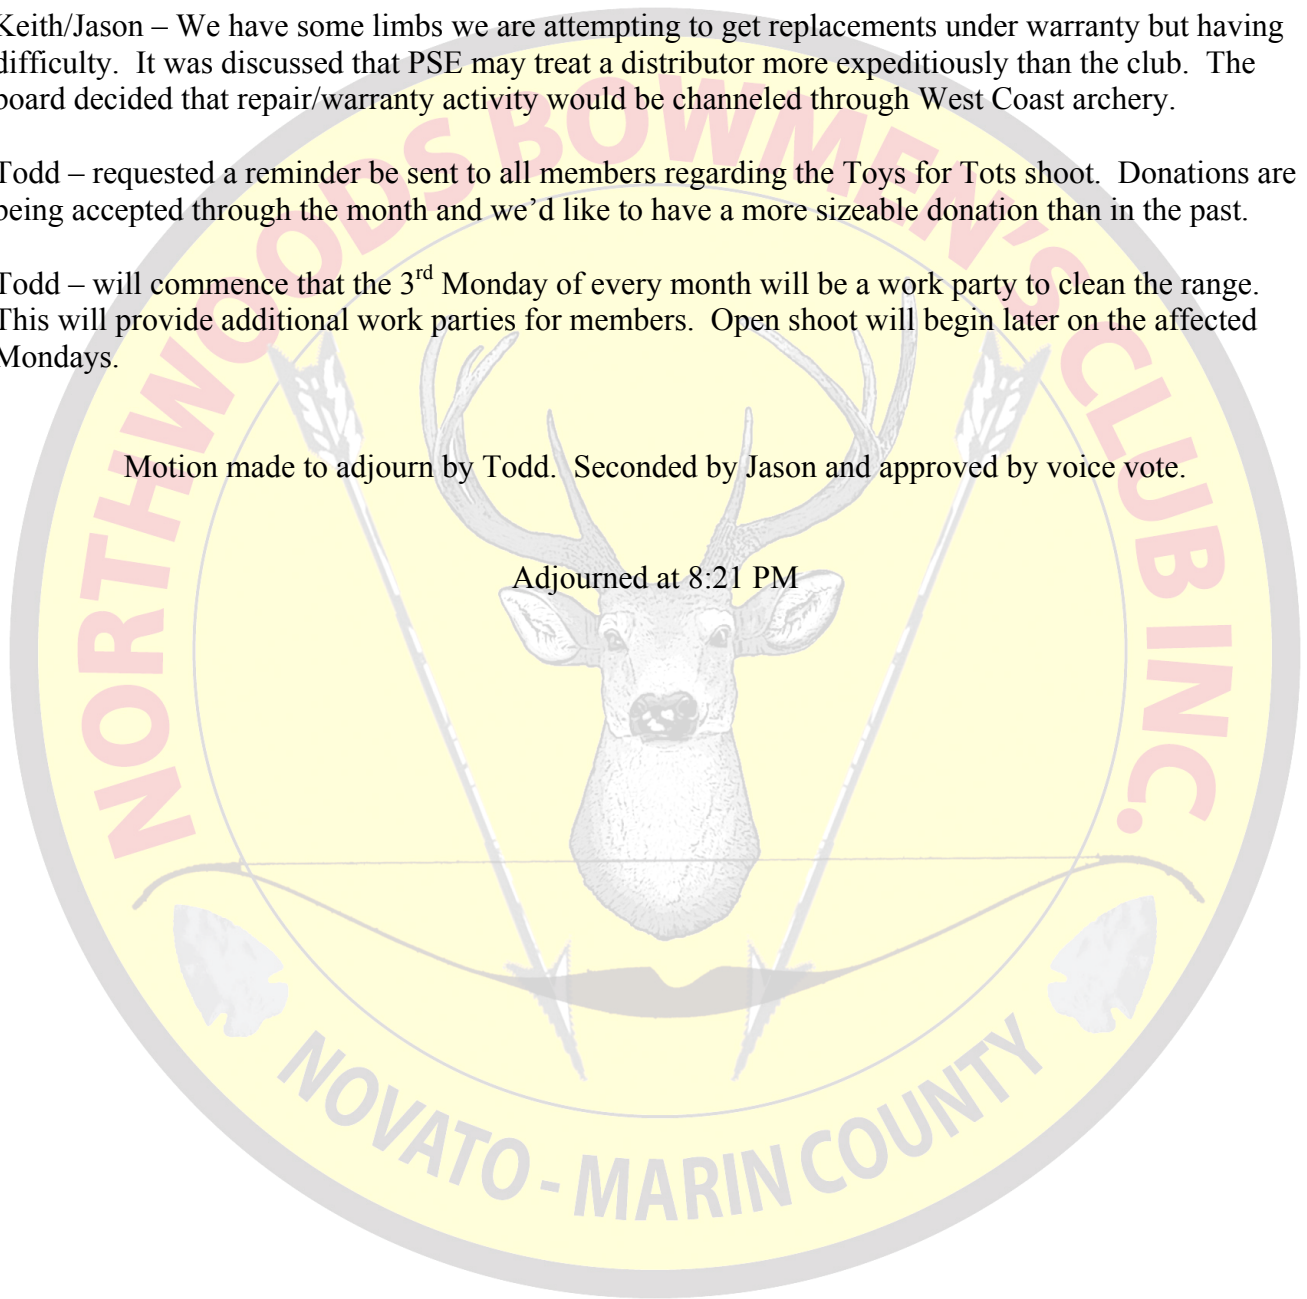 Keith/Jason – We have some limbs we are attempting to get replacements under warranty but having
difficulty.  It was discussed that PSE may treat a distributor more expeditiously than the club.  The
board decided that repair/warranty activity would be channeled through West Coast archery.
Todd – requested a reminder be sent to all members regarding the Toys for Tots shoot.  Donations are
being accepted through the month and we’d like to have a more sizeable donation than in the past.
Todd – will commence that the 3rd Monday of every month will be a work party to clean the range.
This will provide additional work parties for members.  Open shoot will begin later on the affected
Mondays.
Motion made to adjourn by Todd.  Seconded by Jason and approved by voice vote.
Adjourned at 8:21 PM
NORTHWOODS BOWMEN’S CLUB INC.
NOVATO - MARIN COUNTY